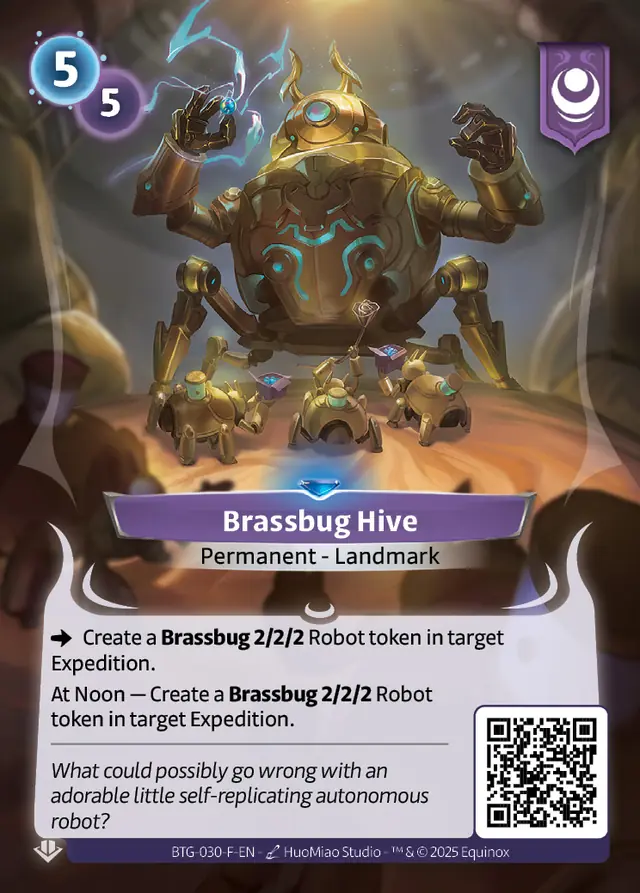 5
5
Brassbug Hive
Permanent - Landmark
Create a Brassbug 2/2/2 Robot token in target
Expedition.
At Noon — Create a Brassbug 2/2/2 Robot
token in target Expedition.
What could possibly go wrong with an
adorable little self-replicating autonomous
robot?
BTG-030-F-EN - HuoMiao Studio - ™ & © 2025 Equinox